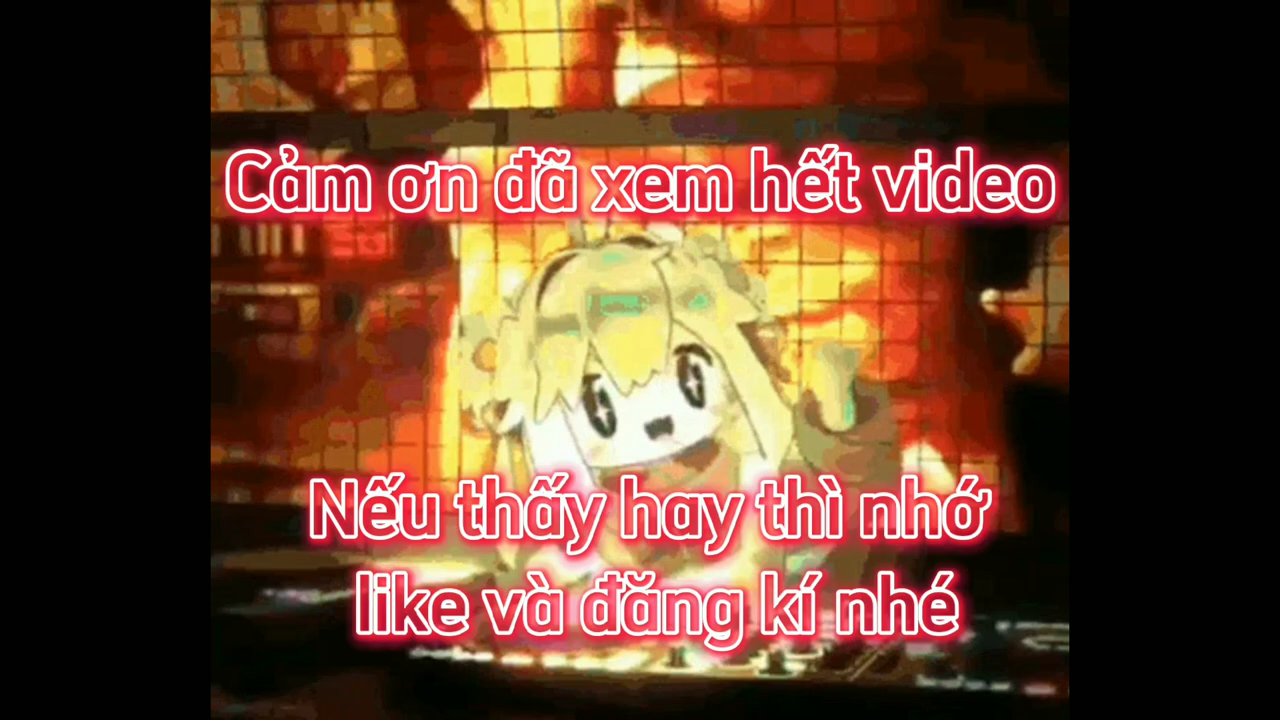 Cảm ơn đã xem hết video
Nếu thấy hay thì nhớ
like và đăng kí nhé